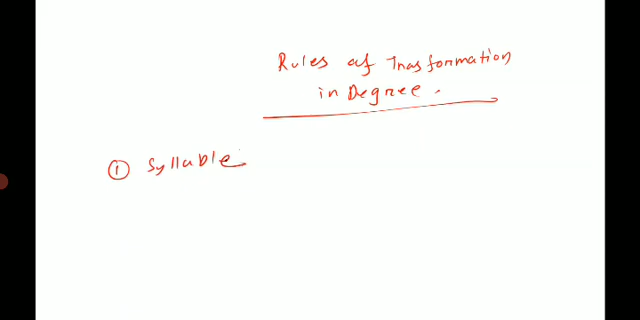 Rules of Trasformation
in Degree.
① Syllable